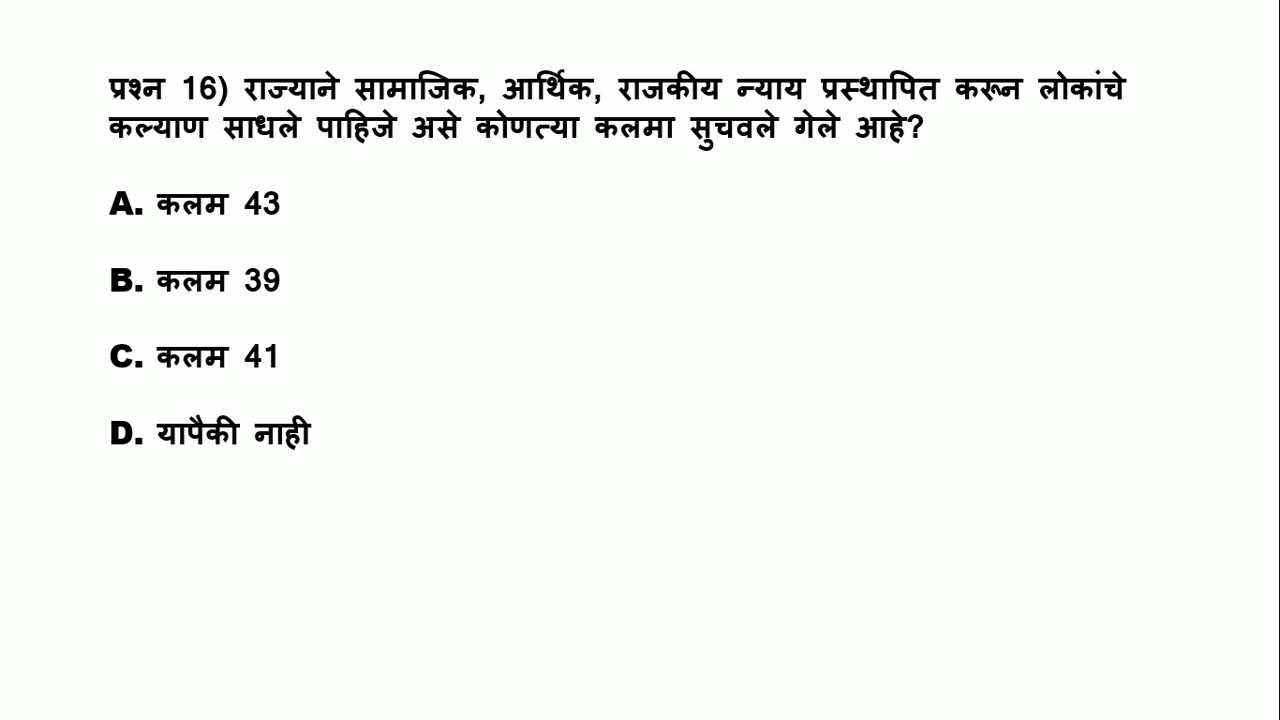 प्रश्न 16) राज्याने सामाजिक, आर्थिक, राजकीय न्याय प्रस्थापित करून लोकांचे
कल्याण साधले पाहिजे असे कोणत्या कलमा सुचवले गेले आहे?
A. कलम 43
B. कलम 39
C. कलम 41
D. यापैकी नाही